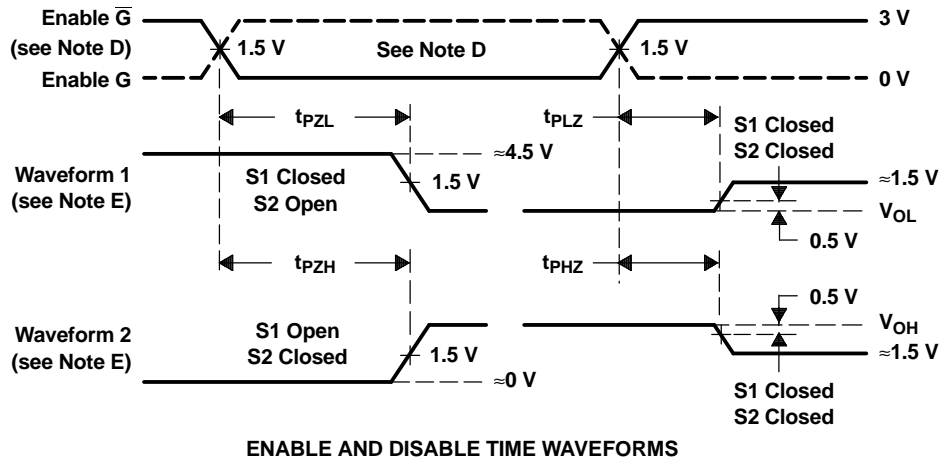 Enable G̅
(see Note D)
Enable G
1.5 V
See Note D
1.5 V
3 V
0 V
tPZL
tPLZ
S1 Closed
S2 Closed
≈4.5 V
Waveform 1
(see Note E)
S1 Closed
S2 Open
1.5 V
≈1.5 V
VOL
0.5 V
tPZH
tPHZ
0.5 V
Waveform 2
(see Note E)
S1 Open
S2 Closed
1.5 V
VOH
≈1.5 V
≈0 V
S1 Closed
S2 Closed
ENABLE AND DISABLE TIME WAVEFORMS